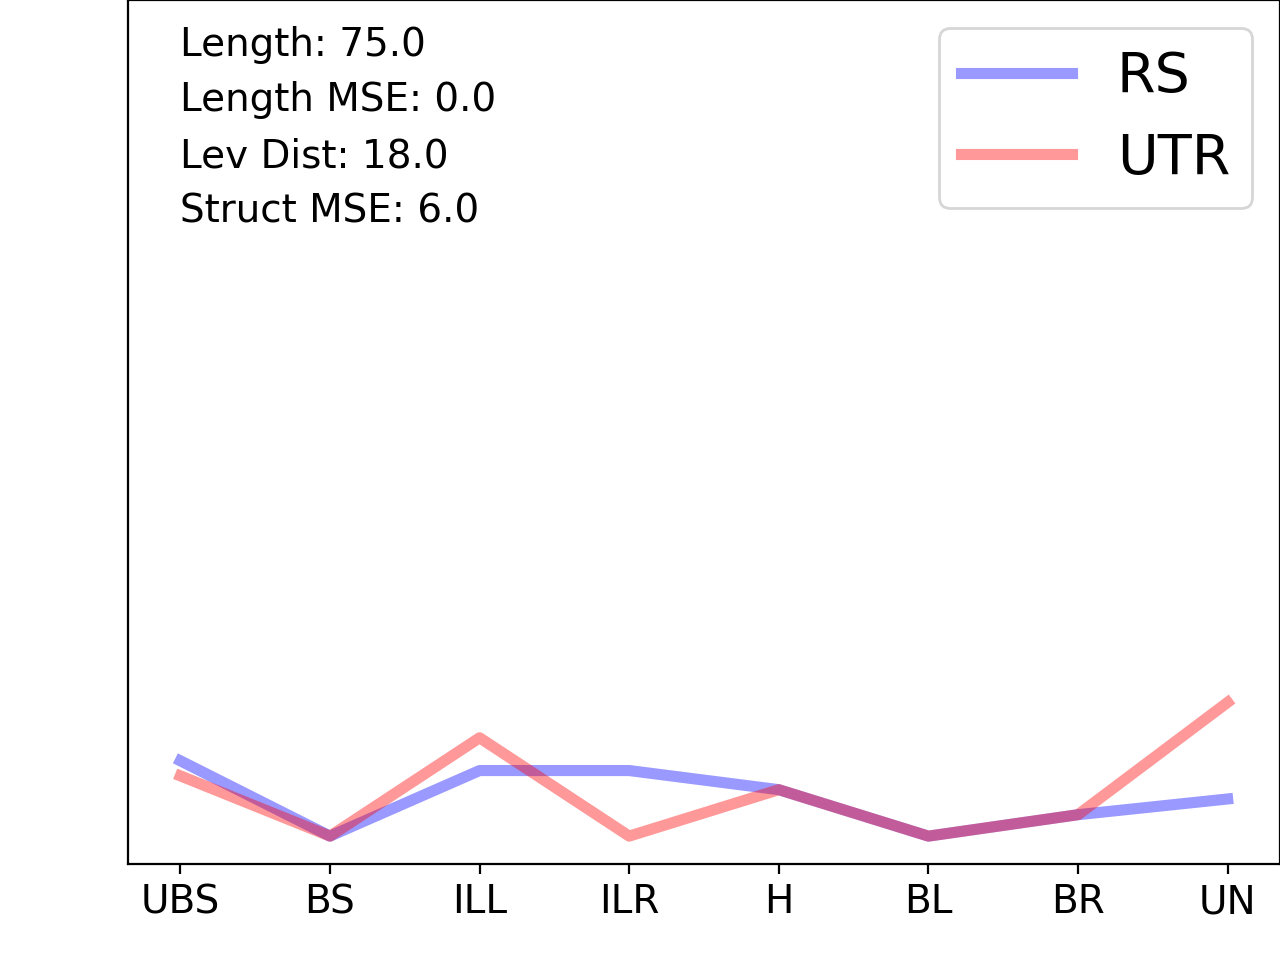 Length: 75.0
Length MSE: 0.0
Lev Dist: 18.0
Struct MSE: 6.0
RS
UTR
UBS BS ILL ILR H BL BR UN